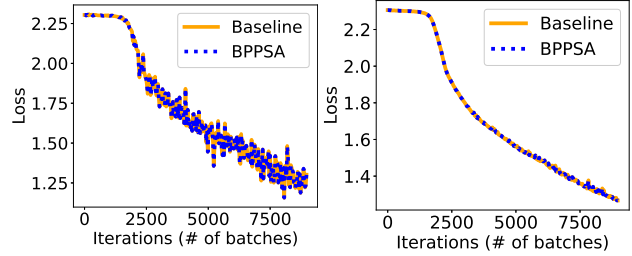 Loss
2.25
2.00
1.75
1.50
1.25
Baseline
BPPSA
0
2500
5000
7500
Iterations (# of batches)
Loss
2.2
2.0
1.8
1.6
1.4
Baseline
BPPSA
0
2500
5000
7500
Iterations (# of batches)